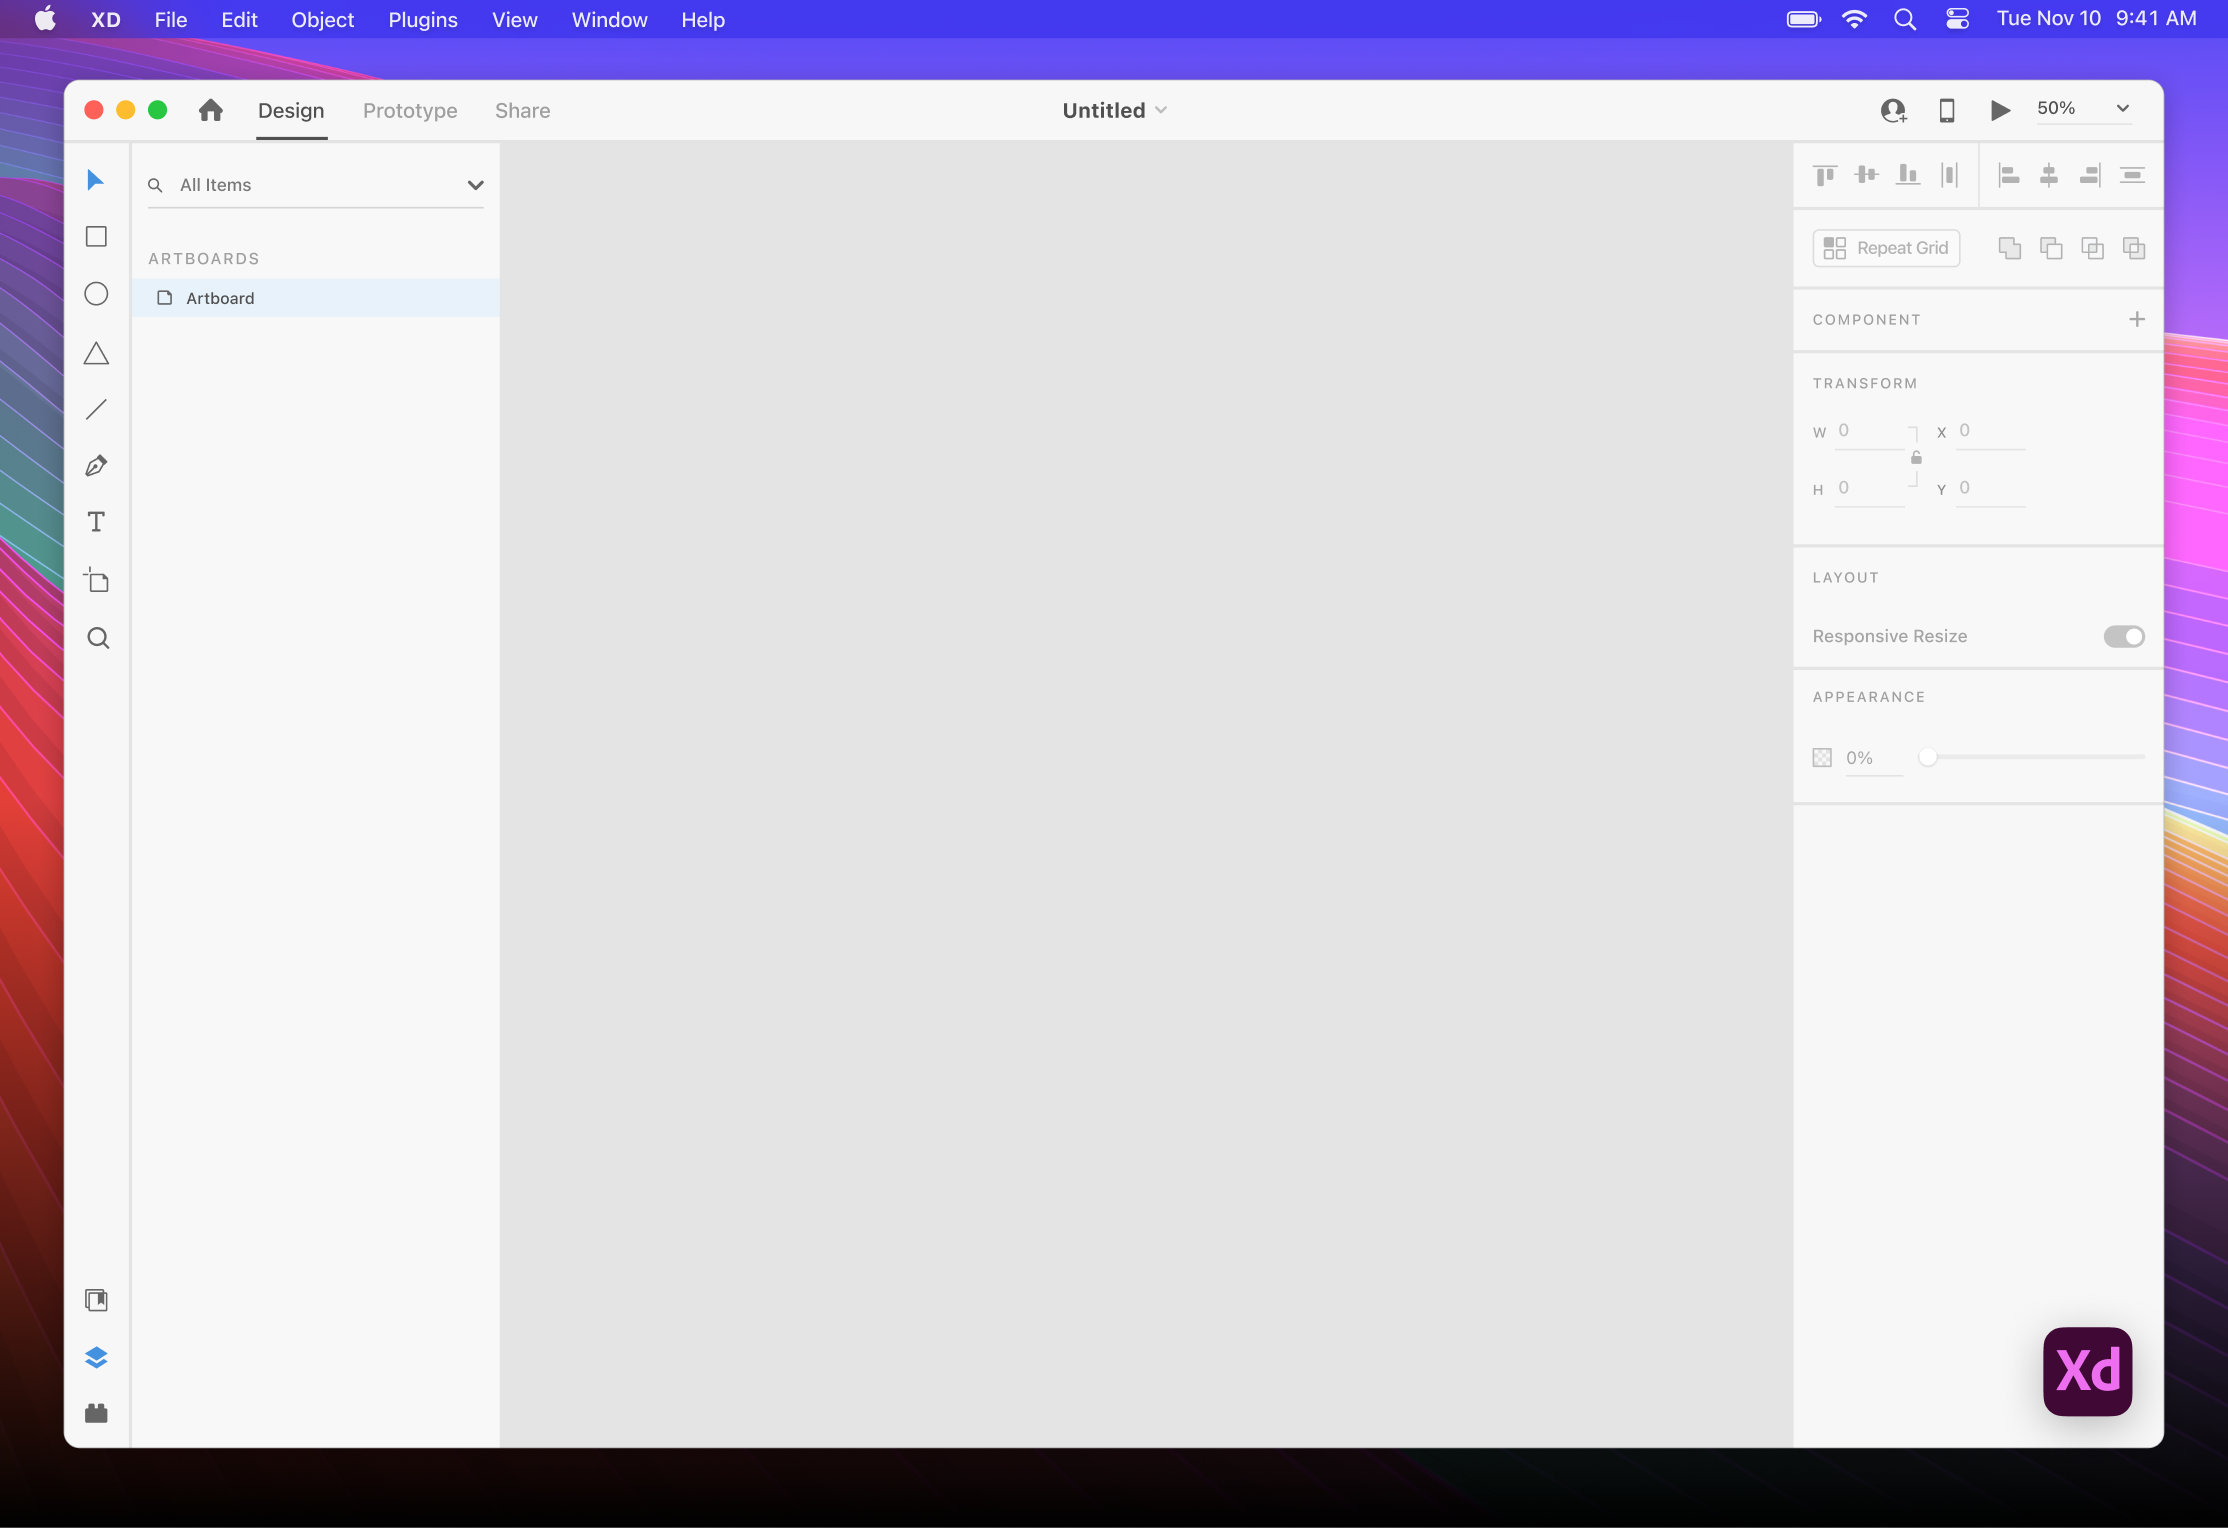 XD File Edit Object Plugins View Window Help Tue Nov 10 9:41 AM
Design Prototype Share Untitled 50%
All Items
ARTBOARDS
Artboard
Repeat Grid
COMPONENT
TRANSFORM
W 0 X 0
H 0 Y 0
LAYOUT
Responsive Resize
APPEARANCE
0%
Xd